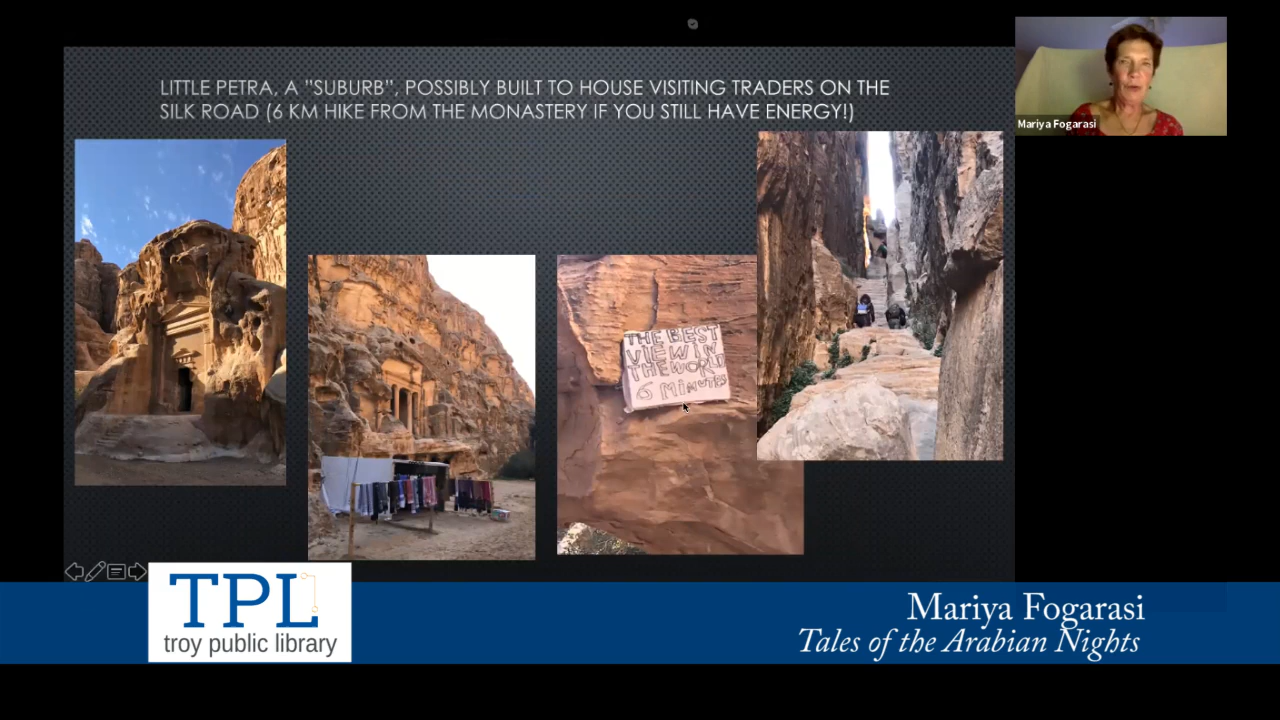 LITTLE PETRA, A "SUBURB", POSSIBLY BUILT TO HOUSE VISITING TRADERS ON THE
SILK ROAD (6 KM HIKE FROM THE MONASTERY IF YOU STILL HAVE ENERGY!)
Mariya Fogarasi
THE BEST
VIEW IN
THE WORLD
6 MINUTES
TPL
troy public library
Mariya Fogarasi
Tales of the Arabian Nights